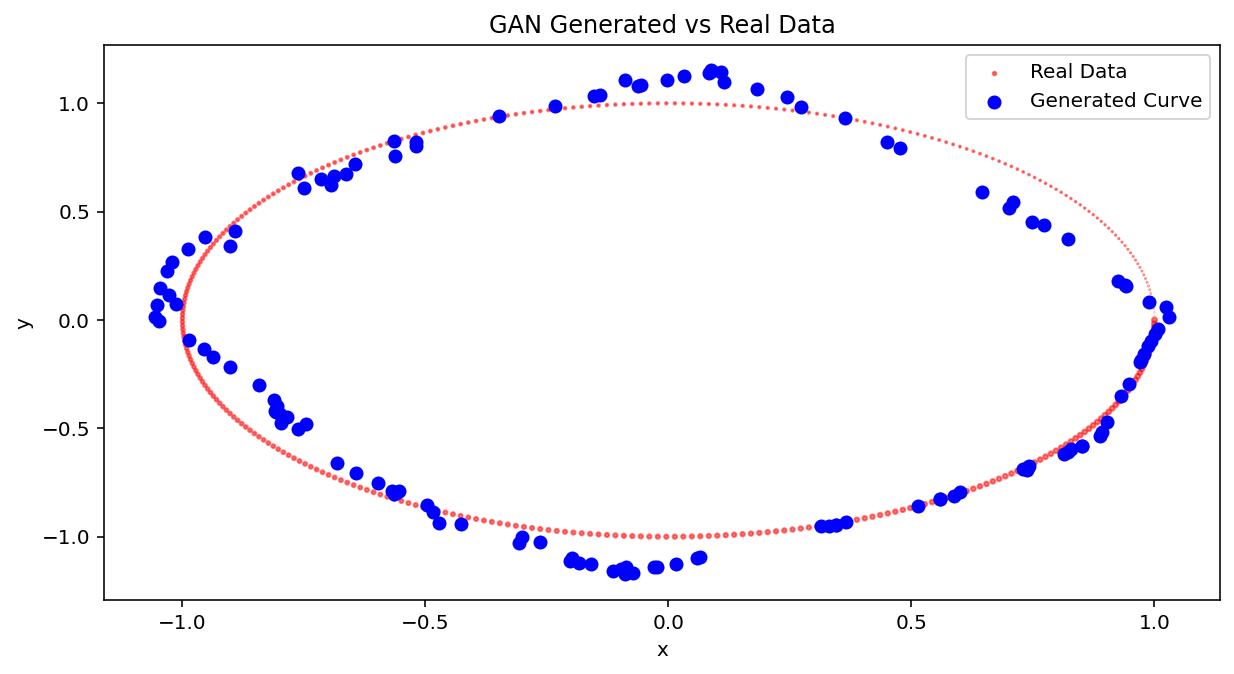 GAN Generated vs Real Data
Real Data
Generated Curve
1.0
0.5
0.0
−0.5
−1.0
y
−1.0 −0.5 0.0 0.5 1.0
x